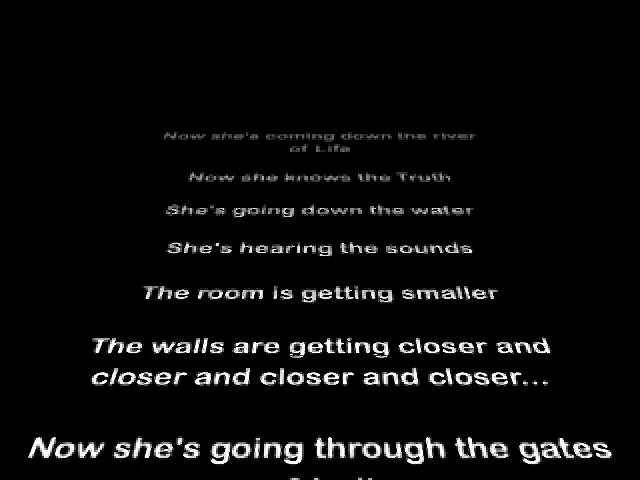 Now she's coming down the river
of Life
Now she knows the Truth
She's going down the water
She's hearing the sounds
The room is getting smaller
The walls are getting closer and
closer and closer and closer...
Now she's going through the gates